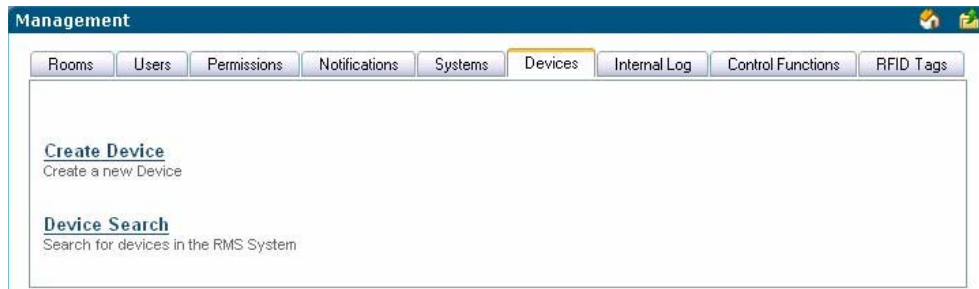 Management
Rooms Users Permissions Notifications Systems Devices Internal Log Control Functions RFID Tags
Create Device
Create a new Device
Device Search
Search for devices in the RMS System